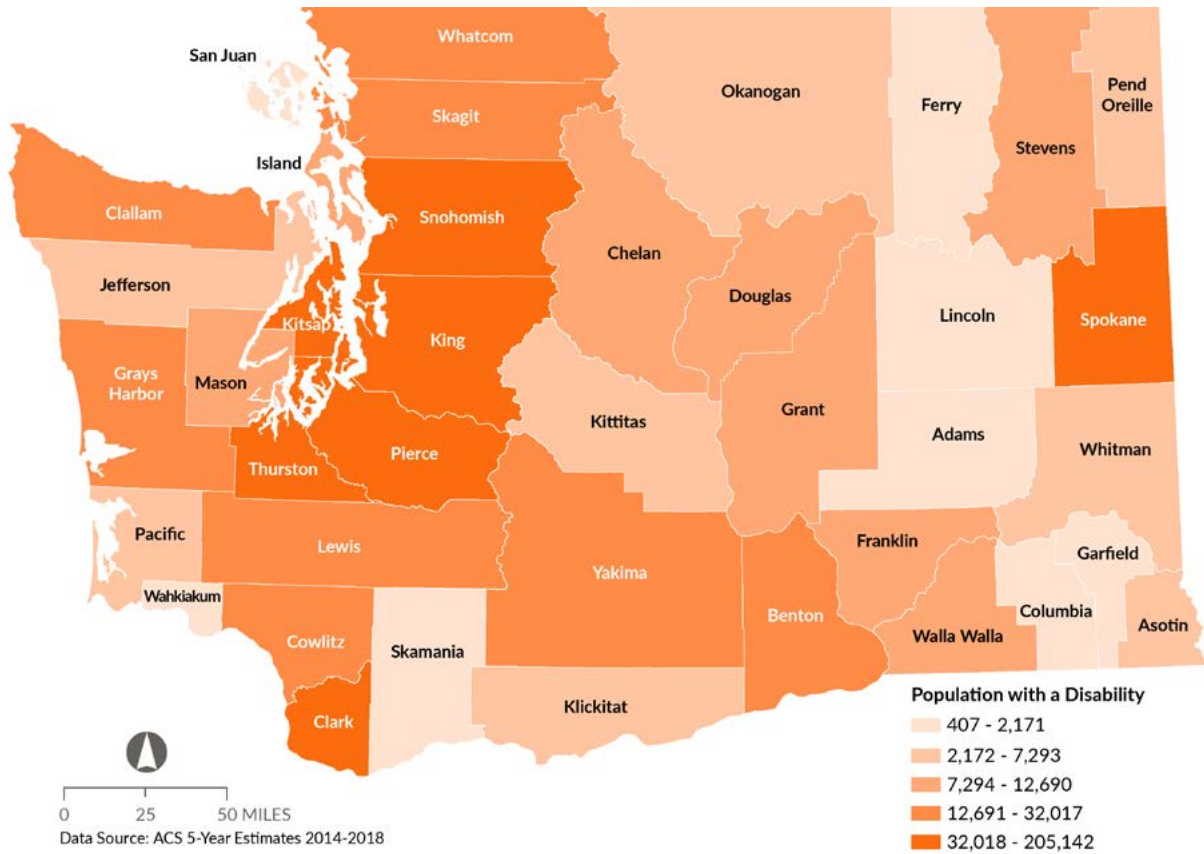 Whatcom
San Juan
Okanogan
Ferry
Pend
Oreille
Skagit
Stevens
Island
Clallam
Snohomish
Chelan
Jefferson
Douglas
Lincoln
Spokane
Kitsap
King
Grays
Harbor
Mason
Kittitas
Grant
Adams
Whitman
Thurston
Pierce
Pacific
Lewis
Franklin
Garfield
Yakima
Wahkiakum
Benton
Columbia
Asotin
Cowlitz
Skamania
Walla Walla
Klickitat
Clark
Population with a Disability
407 - 2,171
2,172 - 7,293
7,294 - 12,690
12,691 - 32,017
32,018 - 205,142
0 25 50 MILES
Data Source: ACS 5-Year Estimates 2014-2018